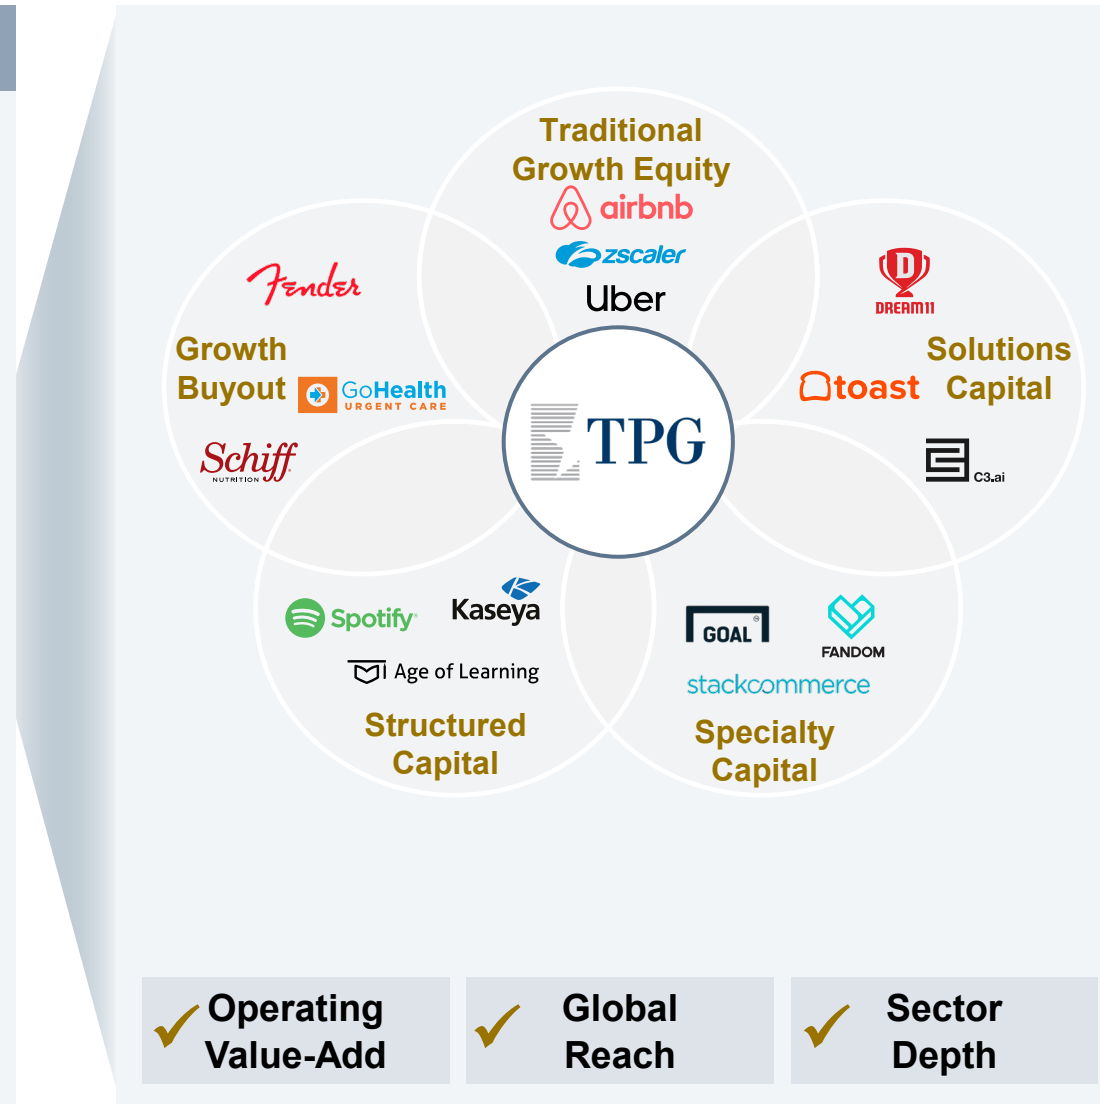 Traditional
Growth Equity
airbnb
zscaler
Uber
Fender
Growth
Buyout
GoHealth
URGENT CARE
Schiff
NUTRITION
TPG
DREAM11
Solutions
Capital
toast
C3.ai
Spotify
Kaseya
Age of Learning
Structured
Capital
GOAL
FANDOM
stackcommerce
Specialty
Capital
Operating
Value-Add
Global
Reach
Sector
Depth